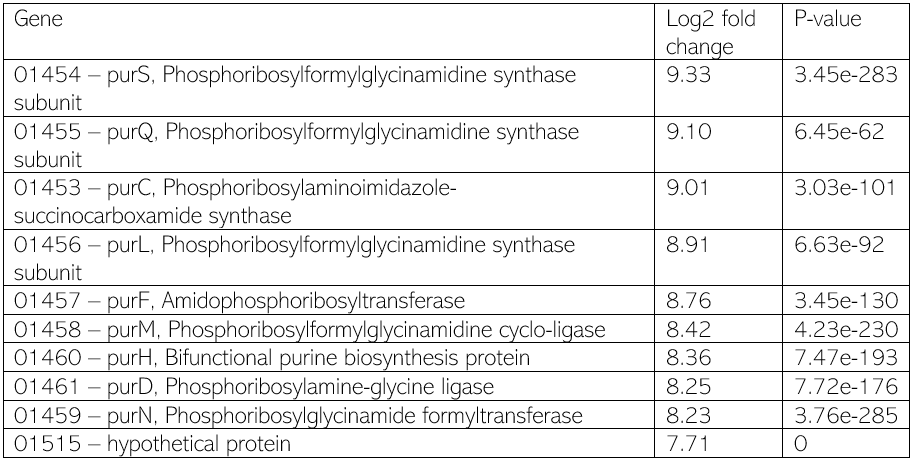 Gene Log2 fold P-value
change
01454 – purS, Phosphoribosylformylglycinamidine synthase 9.33 3.45e-283
subunit
01455 – purQ, Phosphoribosylformylglycinamidine synthase 9.10 6.45e-62
subunit
01453 – purC, Phosphoribosylaminoimidazole- 9.01 3.03e-101
succinocarboxamide synthase
01456 – purL, Phosphoribosylformylglycinamidine synthase 8.91 6.63e-92
subunit
01457 – purF, Amidophosphoribosyltransferase 8.76 3.45e-130
01458 – purM, Phosphoribosylformylglycinamidine cyclo-ligase 8.42 4.23e-230
01460 – purH, Bifunctional purine biosynthesis protein 8.36 7.47e-193
01461 – purD, Phosphoribosylamine-glycine ligase 8.25 7.72e-176
01459 – purN, Phosphoribosylglycinamide formyltransferase 8.23 3.76e-285
01515 – hypothetical protein 7.71 0